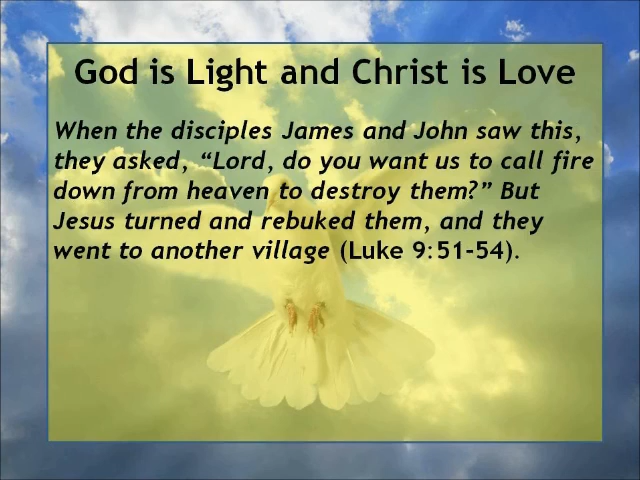 God is Light and Christ is Love
When the disciples James and John saw this,
they asked, “Lord, do you want us to call fire
down from heaven to destroy them?” But
Jesus turned and rebuked them, and they
went to another village (Luke 9:51-54).